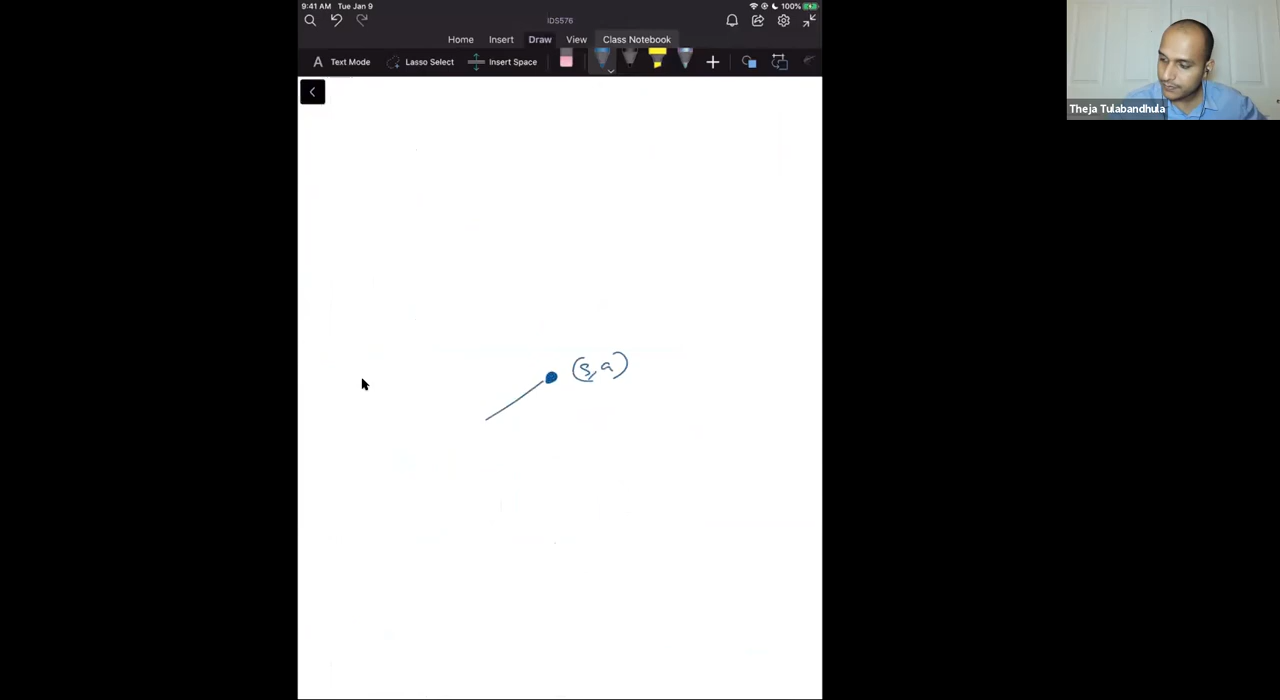 9:41 AM Tue Jan 9
100%
IDS576
Home Insert Draw View Class Notebook
Text Mode Lasso Select Insert Space
Theja Tulabandhula
(s,a)